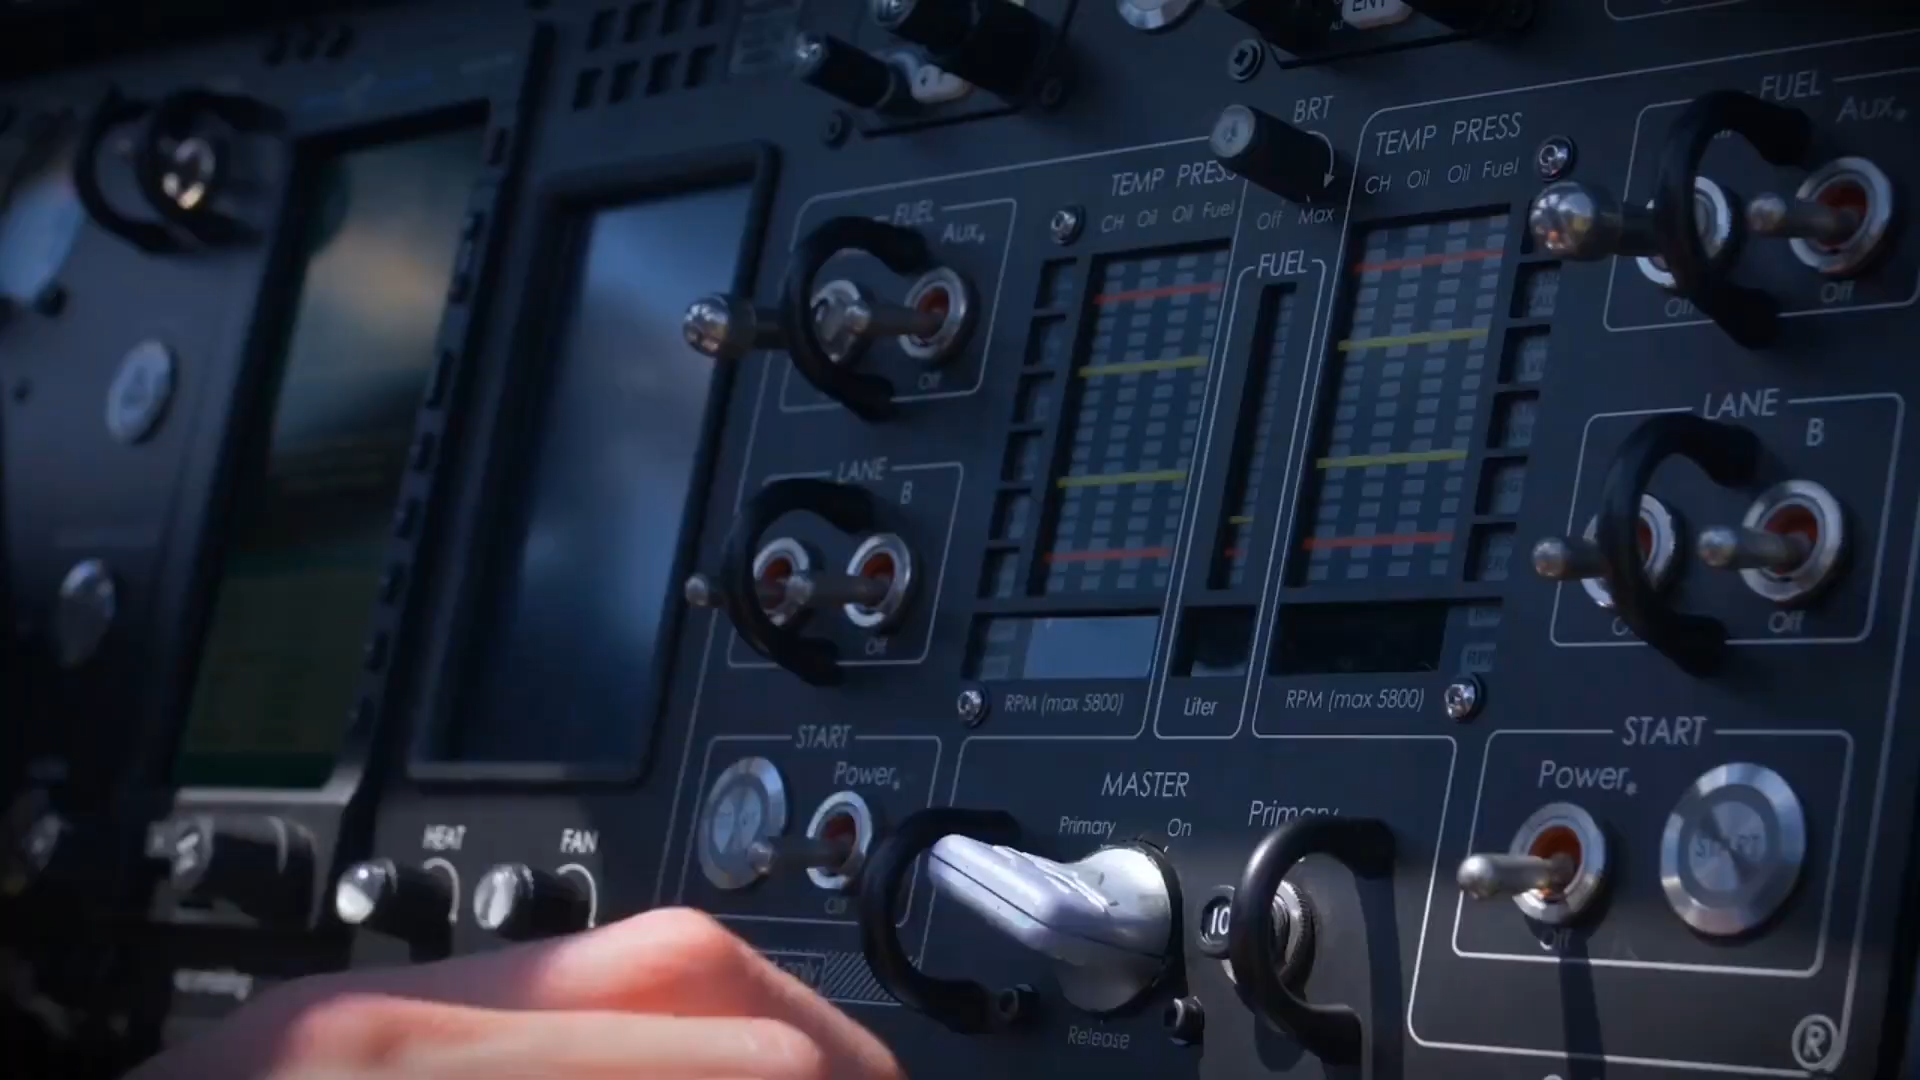 ENT
BRT
Off Max
FUEL
Aux.
Off
TEMP PRESS
CH Oil Oil Fuel
FUEL
TEMP PRESS
CH Oil Oil Fuel
FUEL
Aux.
Off
Off
LANE
B
Off
LANE
B
Off
RPM (max 5800)
Liter
RPM (max 5800)
START
Power
Off
MASTER
Primary On
Primary
10
Release
START
Power
START
Off
HEAT
FAN
R